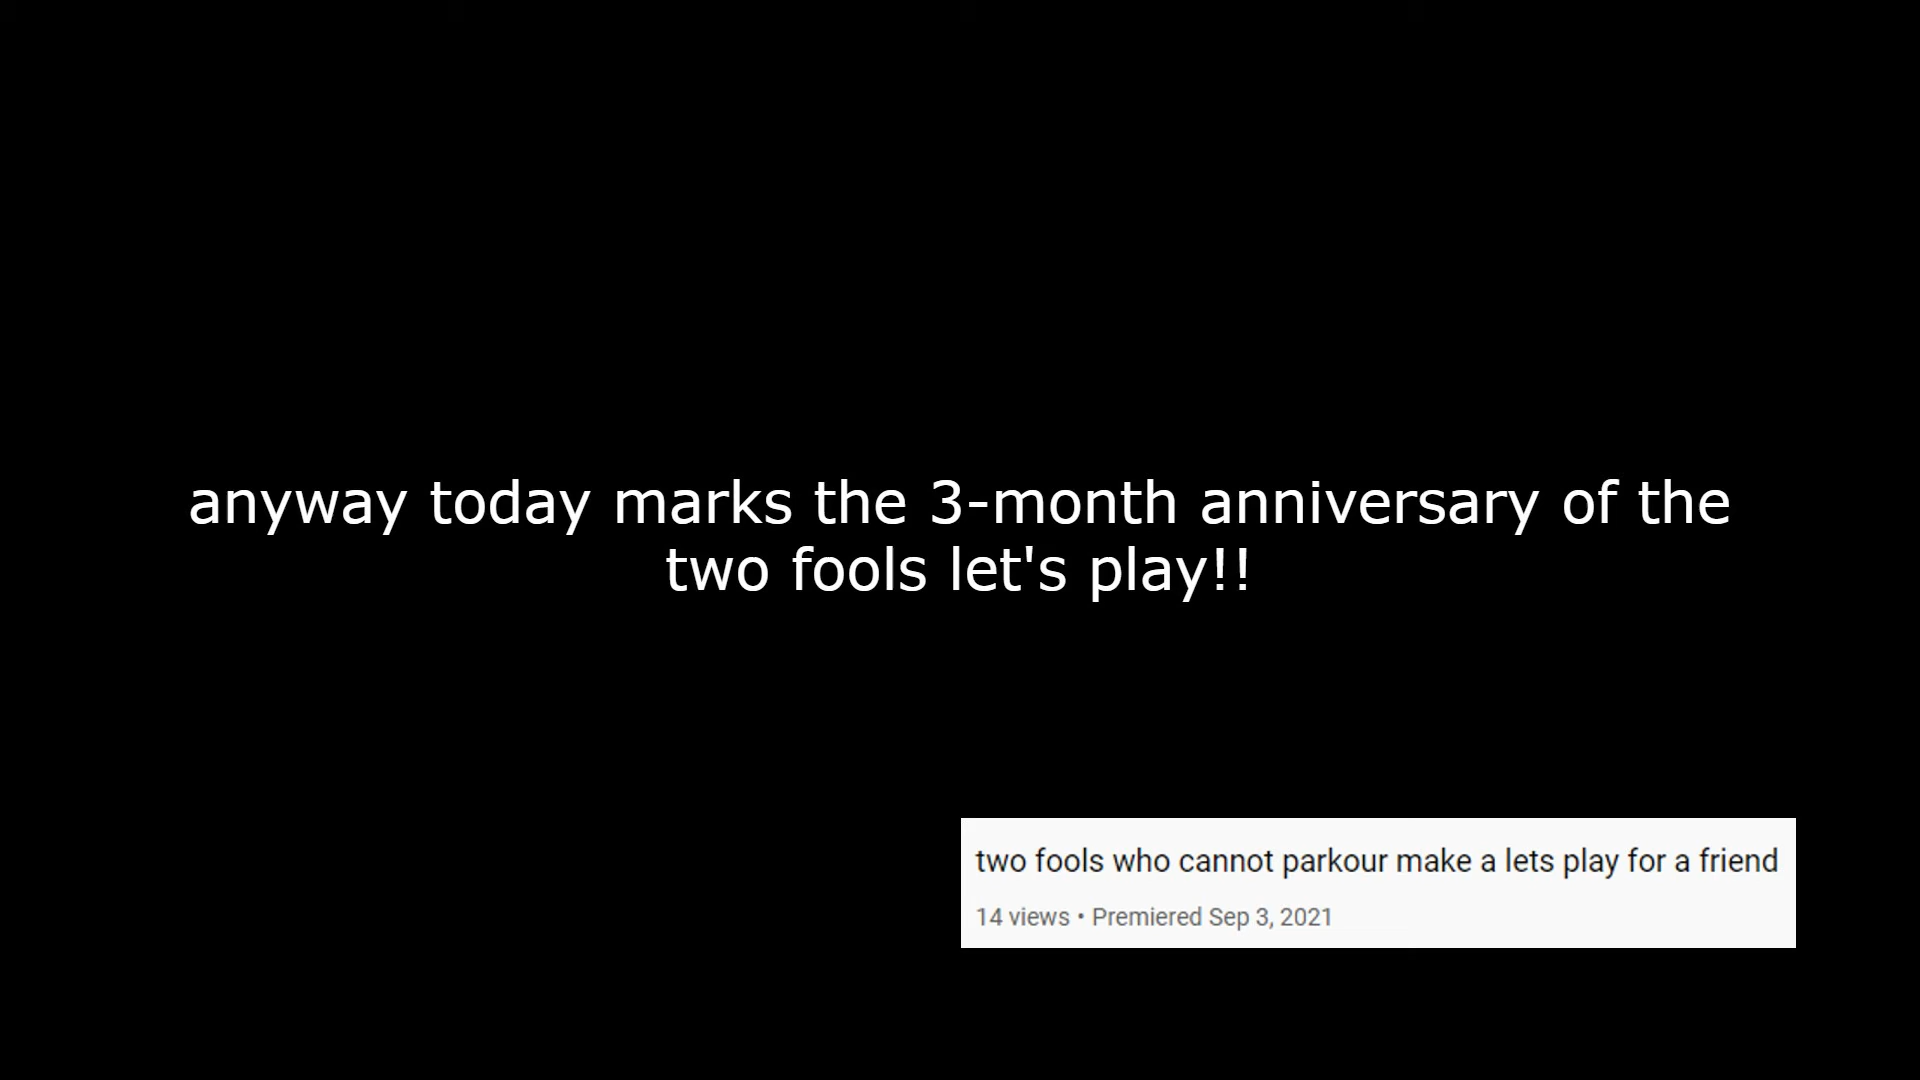 anyway today marks the 3-month anniversary of the
two fools let's play!!
two fools who cannot parkour make a lets play for a friend
14 views • Premiered Sep 3, 2021